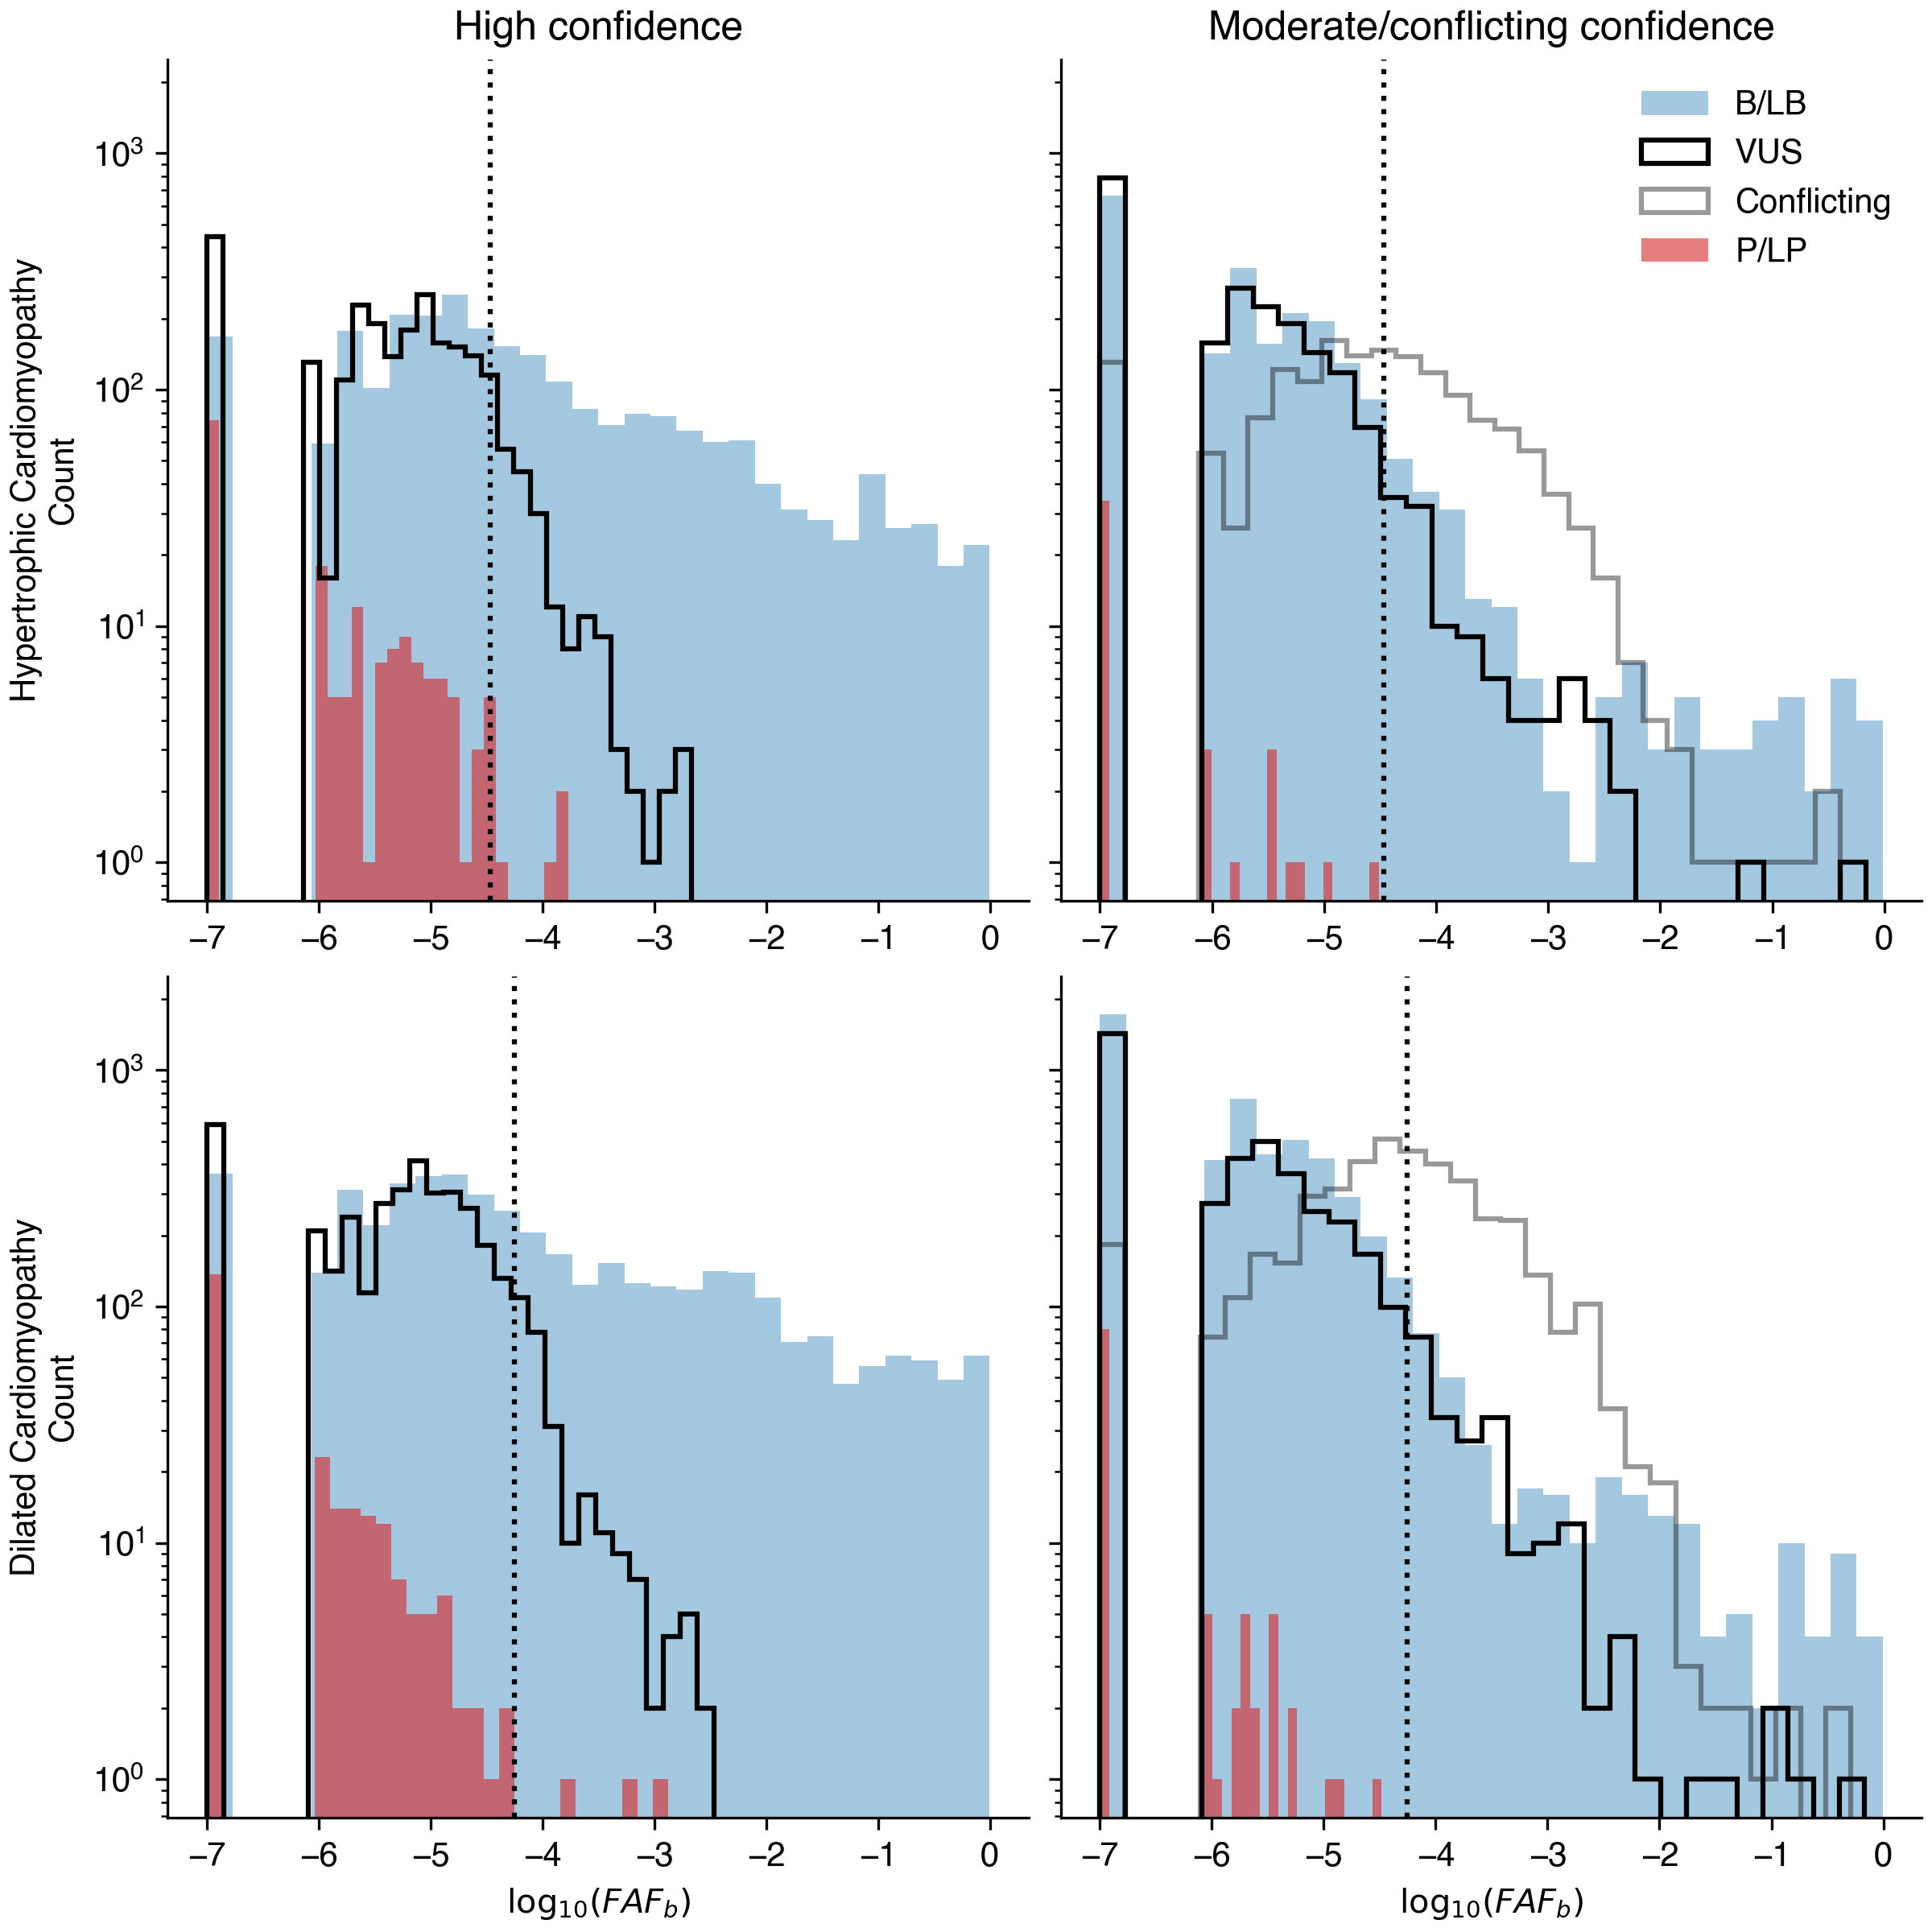 High confidence
Moderate/conflicting confidence
B/LB
VUS
Conflicting
P/LP
Hypertrophic Cardiomyopathy
Count
10³
10²
10¹
10⁰
−7 −6 −5 −4 −3 −2 −1 0
−7 −6 −5 −4 −3 −2 −1 0
Dilated Cardiomyopathy
Count
10³
10²
10¹
10⁰
−7 −6 −5 −4 −3 −2 −1 0
−7 −6 −5 −4 −3 −2 −1 0
log₁₀(FAF_b)
log₁₀(FAF_b)